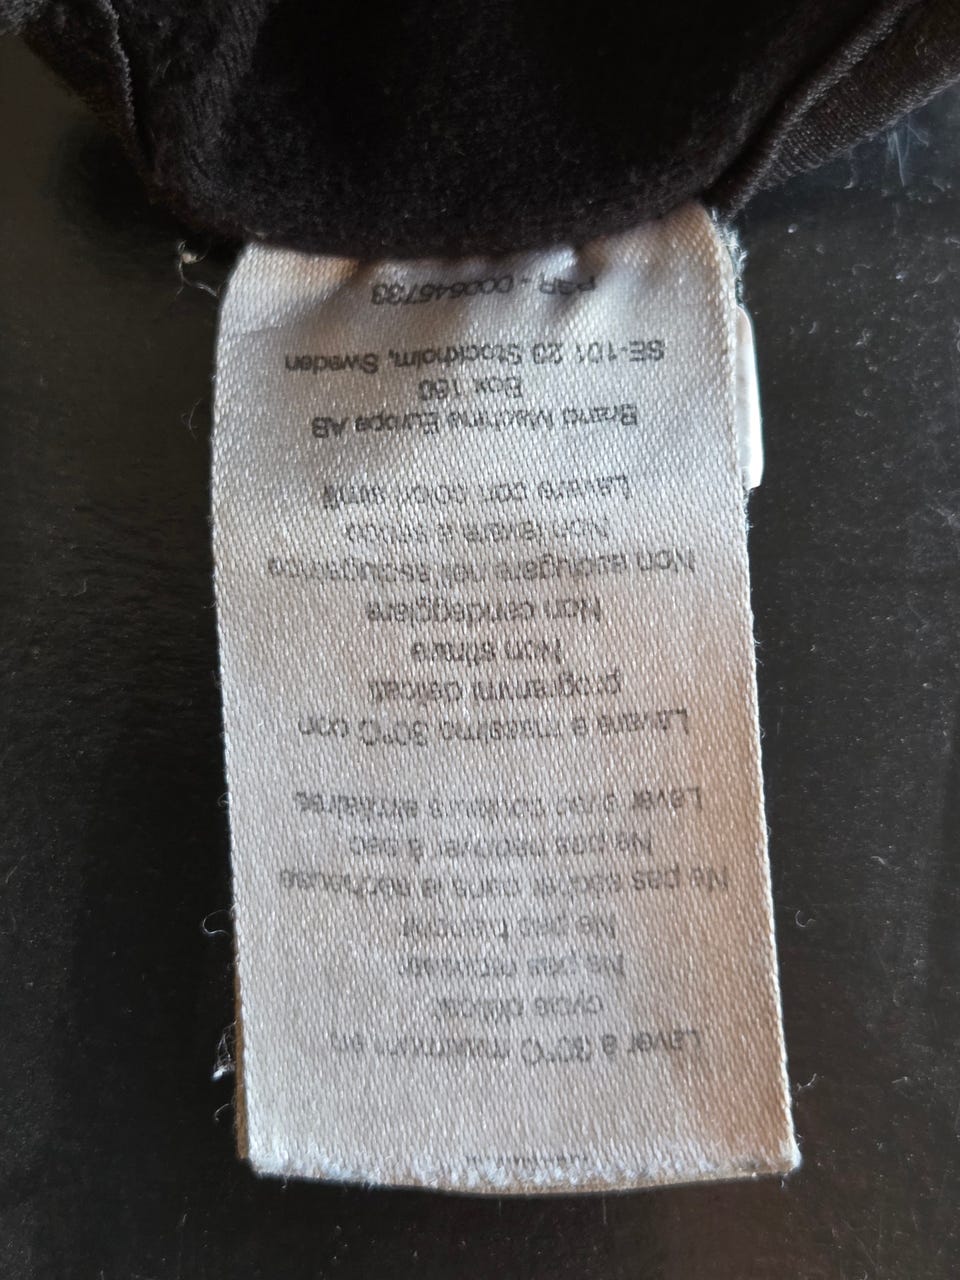 Laver à 30°C maximum en
cycle délicat
Ne pas repasser
Ne pas blanchir
Ne pas sécher dans la sécheuse
Ne pas nettoyer à sec
Laver avec couleurs similaires
Lavare a massimo 30°C con
programmi delicati
Non stirare
Non candeggiare
Non asciugare nell'asciugatrice
Non lavare a secco
Lavare con colori simili
Brand Machine Europe AB
Box 180
SE-101 23 Stockholm, Sweden